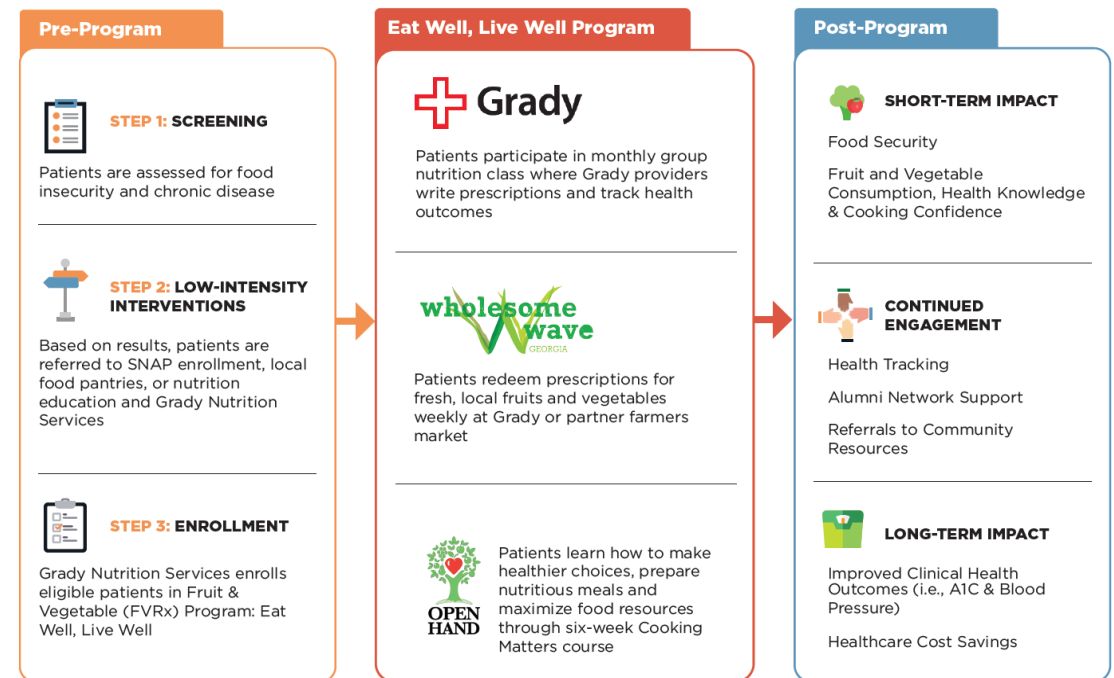 Pre-Program
STEP 1: SCREENING
Patients are assessed for food
insecurity and chronic disease
STEP 2: LOW-INTENSITY
INTERVENTIONS
Based on results, patients are
referred to SNAP enrollment, local
food pantries, or nutrition
education and Grady Nutrition
Services
STEP 3: ENROLLMENT
Grady Nutrition Services enrolls
eligible patients in Fruit &
Vegetable (FVRx) Program: Eat
Well, Live Well
Eat Well, Live Well Program
Grady
Patients participate in monthly group
nutrition class where Grady providers
write prescriptions and track health
outcomes
wholesome
wave
GEORGIA
Patients redeem prescriptions for
fresh, local fruits and vegetables
weekly at Grady or partner farmers
market
OPEN
HAND
Patients learn how to make
healthier choices, prepare
nutritious meals and
maximize food resources
through six-week Cooking
Matters course
Post-Program
SHORT-TERM IMPACT
Food Security
Fruit and Vegetable
Consumption, Health Knowledge
& Cooking Confidence
CONTINUED
ENGAGEMENT
Health Tracking
Alumni Network Support
Referrals to Community
Resources
LONG-TERM IMPACT
Improved Clinical Health
Outcomes (i.e., A1C & Blood
Pressure)
Healthcare Cost Savings